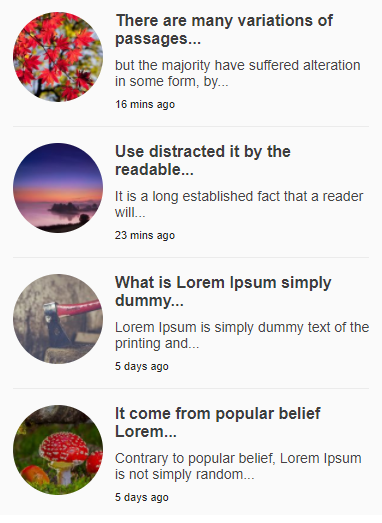 There are many variations of
passages...
but the majority have suffered alteration
in some form, by...
16 mins ago
Use distracted it by the
readable...
It is a long established fact that a reader
will...
23 mins ago
What is Lorem Ipsum simply
dummy...
Lorem Ipsum is simply dummy text of the
printing and...
5 days ago
It come from popular belief
Lorem...
Contrary to popular belief, Lorem Ipsum
is not simply random...
5 days ago